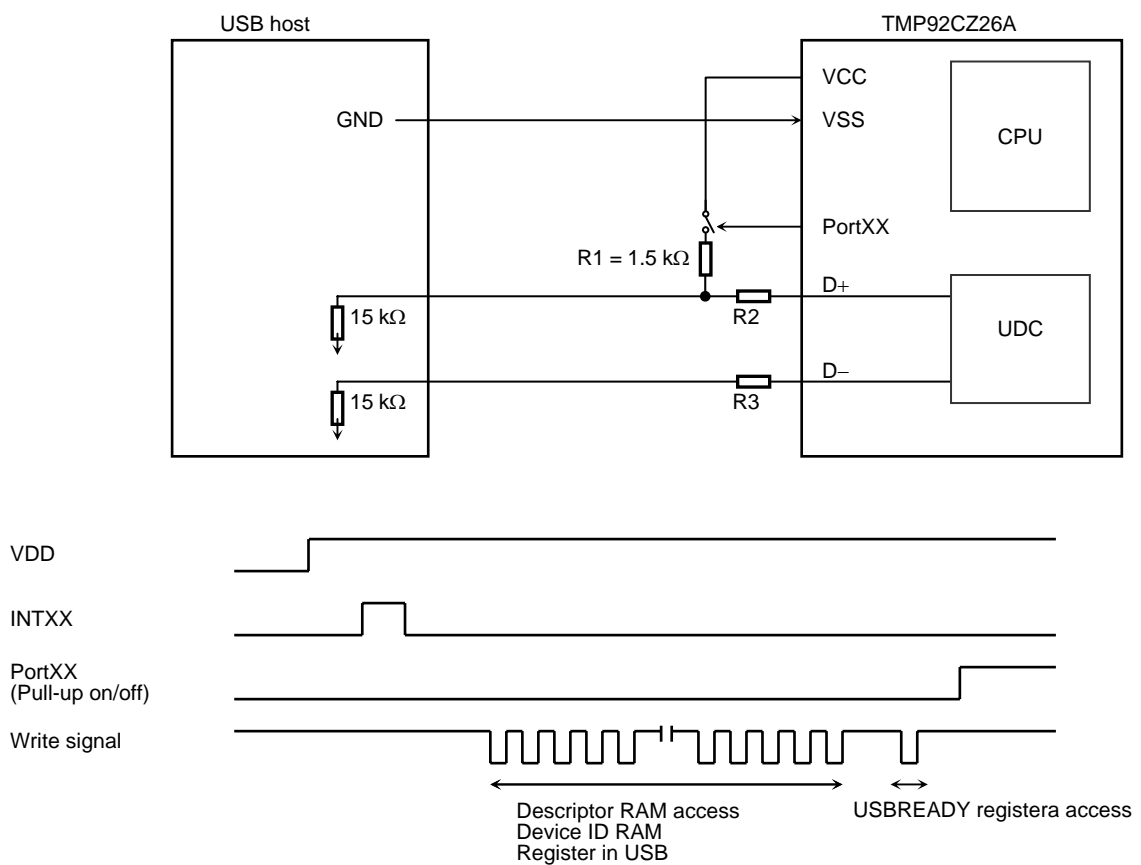 USB host
TMP92CZ26A
VCC
GND
VSS
CPU
PortXX
R1 = 1.5 kΩ
D+
15 kΩ
R2
UDC
D−
15 kΩ
R3
VDD
INTXX
PortXX
(Pull-up on/off)
Write signal
Descriptor RAM access
Device ID RAM
Register in USB
USBREADY registera access